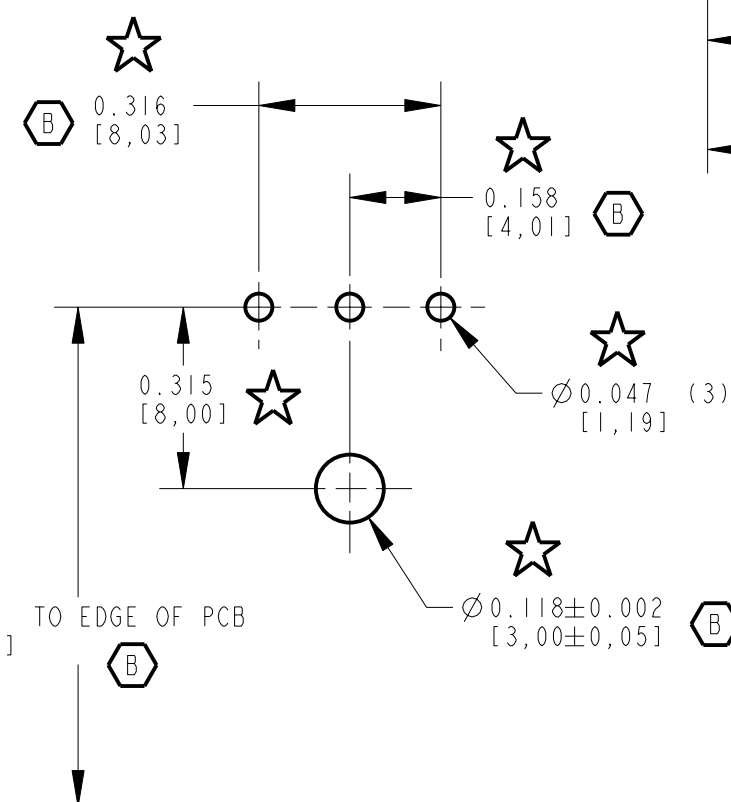 0.316
B
[8,03]
0.158
[4,01]
B
0.315
[8,00]
Ø0.047 (3)
[1,19]
TO EDGE OF PCB
]
B
Ø0.118±0.002
[3,00±0,05]
B